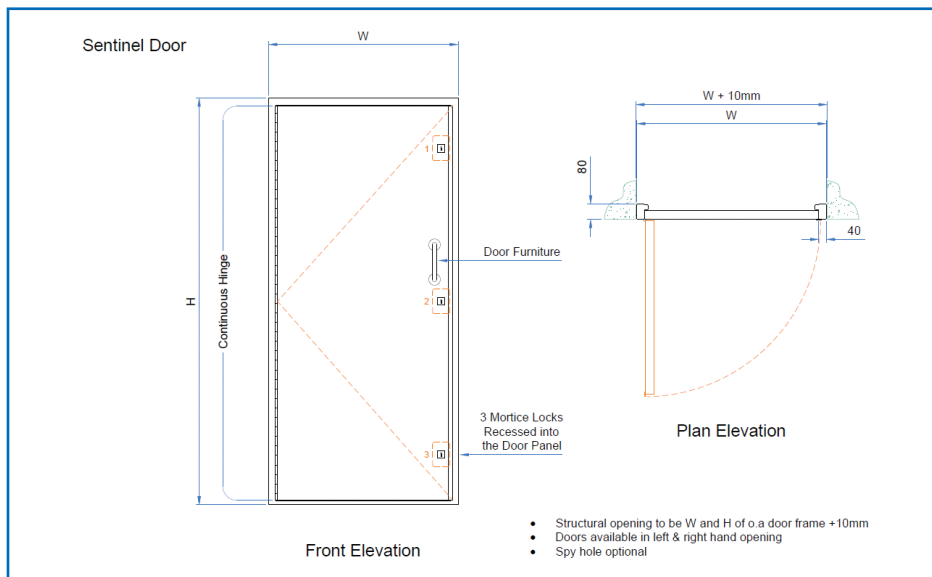 Sentinel Door
W
H
Continuous Hinge
1
2
3
Door Furniture
3 Mortice Locks
Recessed into
the Door Panel
Front Elevation
W + 10mm
W
80
40
Plan Elevation
• Structural opening to be W and H of o.a door frame +10mm
• Doors available in left & right hand opening
• Spy hole optional